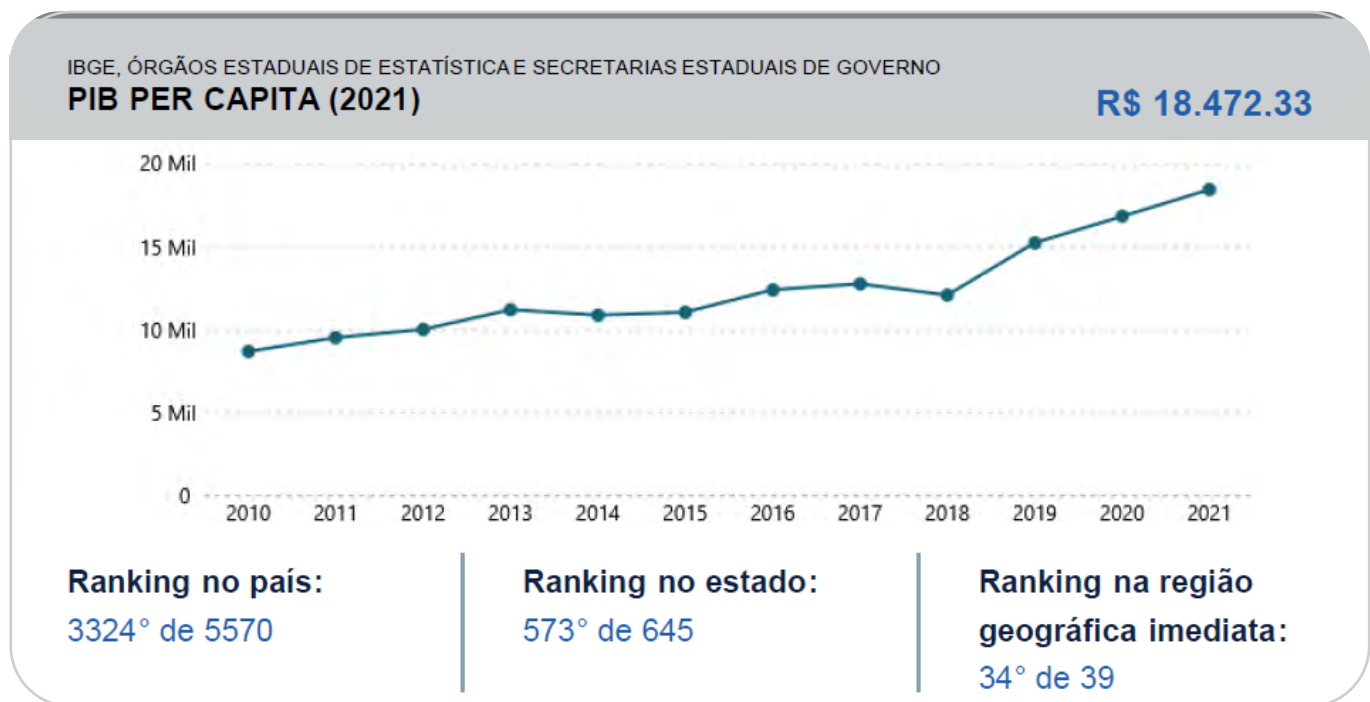 IBGE, ÓRGÃOS ESTADUAIS DE ESTATÍSTICA E SECRETARIAS ESTADUAIS DE GOVERNO
PIB PER CAPITA (2021)
R$ 18.472.33
20 Mil
15 Mil
10 Mil
5 Mil
0
2010 2011 2012 2013 2014 2015 2016 2017 2018 2019 2020 2021
Ranking no país:
3324° de 5570
Ranking no estado:
573° de 645
Ranking na região
geográfica imediata:
34° de 39